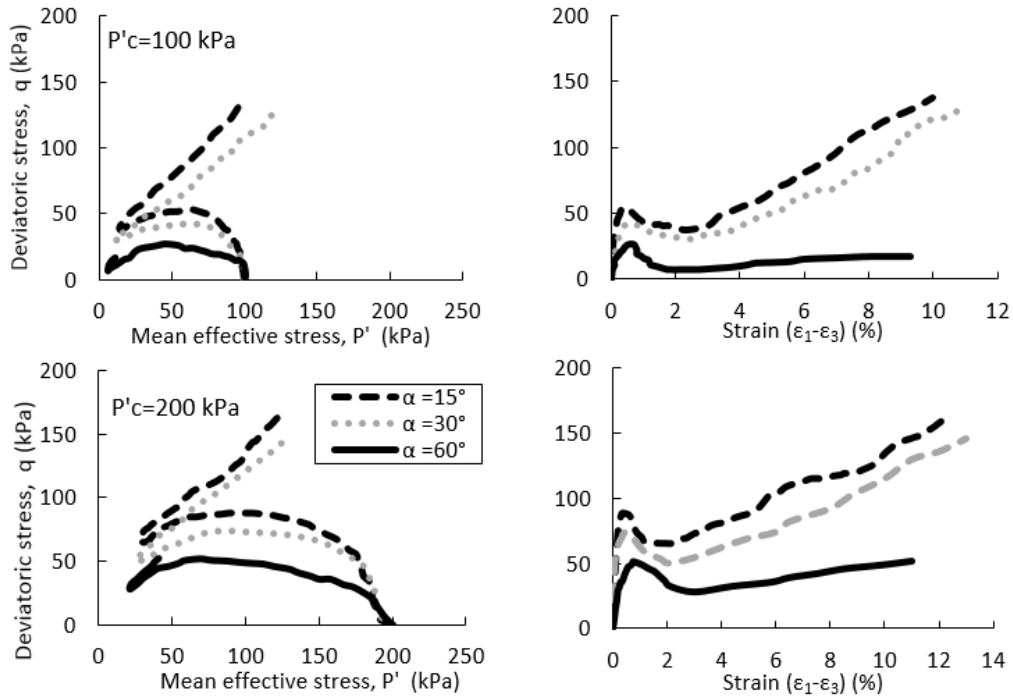 200
150
100
50
0
Deviatoric stress, q (kPa)
P'c=100 kPa
0 50 100 150 200 250
Mean effective stress, P' (kPa)
200
150
100
50
0
0 2 4 6 8 10 12
Strain (ε₁-ε₃) (%)
200
150
100
50
0
Deviatoric stress, q (kPa)
P'c=200 kPa
α =15°
α =30°
α =60°
0 50 100 150 200 250
Mean effective stress, P' (kPa)
200
150
100
50
0
0 2 4 6 8 10 12 14
Strain (ε₁-ε₃) (%)